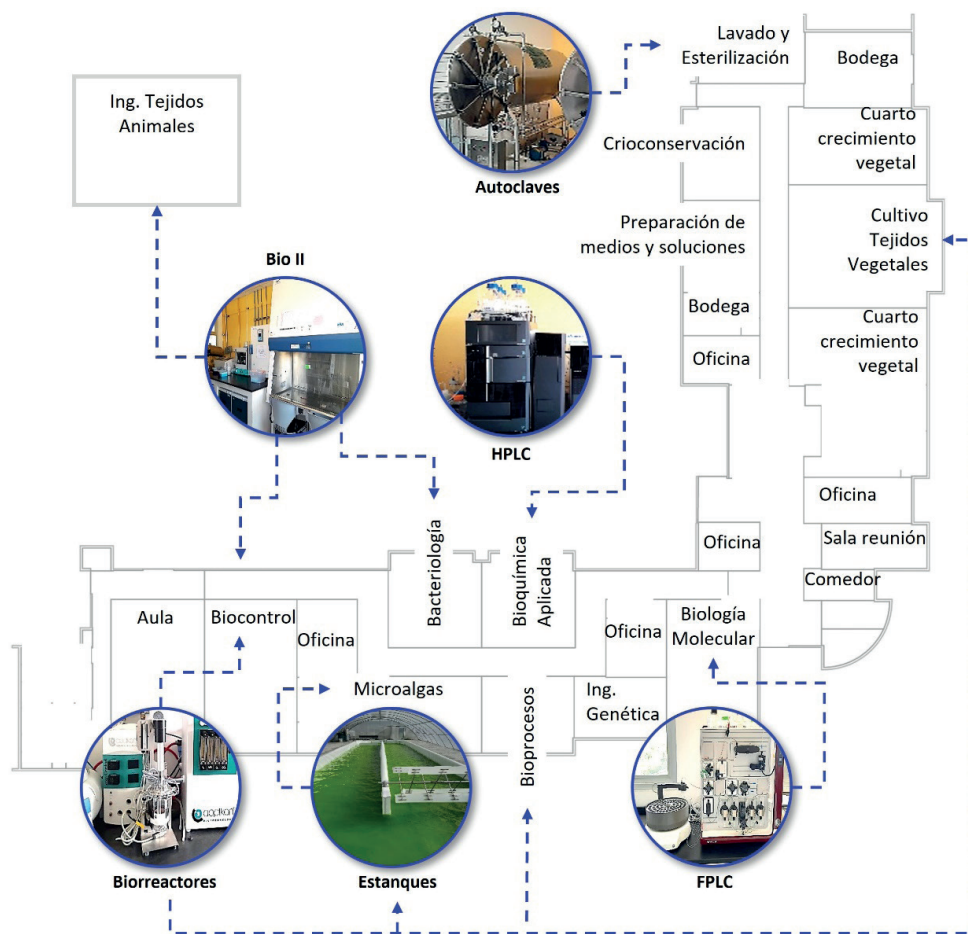 Lavado y
Esterilización
Bodega
Ing. Tejidos
Animales
Crioconservación
Cuarto
crecimiento
vegetal
Autoclaves
Preparación de
medios y soluciones
Cultivo
Tejidos
Vegetales
Bio II
Bodega
Cuarto
crecimiento
vegetal
Oficina
HPLC
Oficina
Bacteriología
Bioquímica
Aplicada
Oficina
Sala reunión
Comedor
Aula
Biocontrol
Oficina
Oficina
Biología
Molecular
Microalgas
Ing.
Genética
Bioprocesos
Biorreactores
Estanques
FPLC